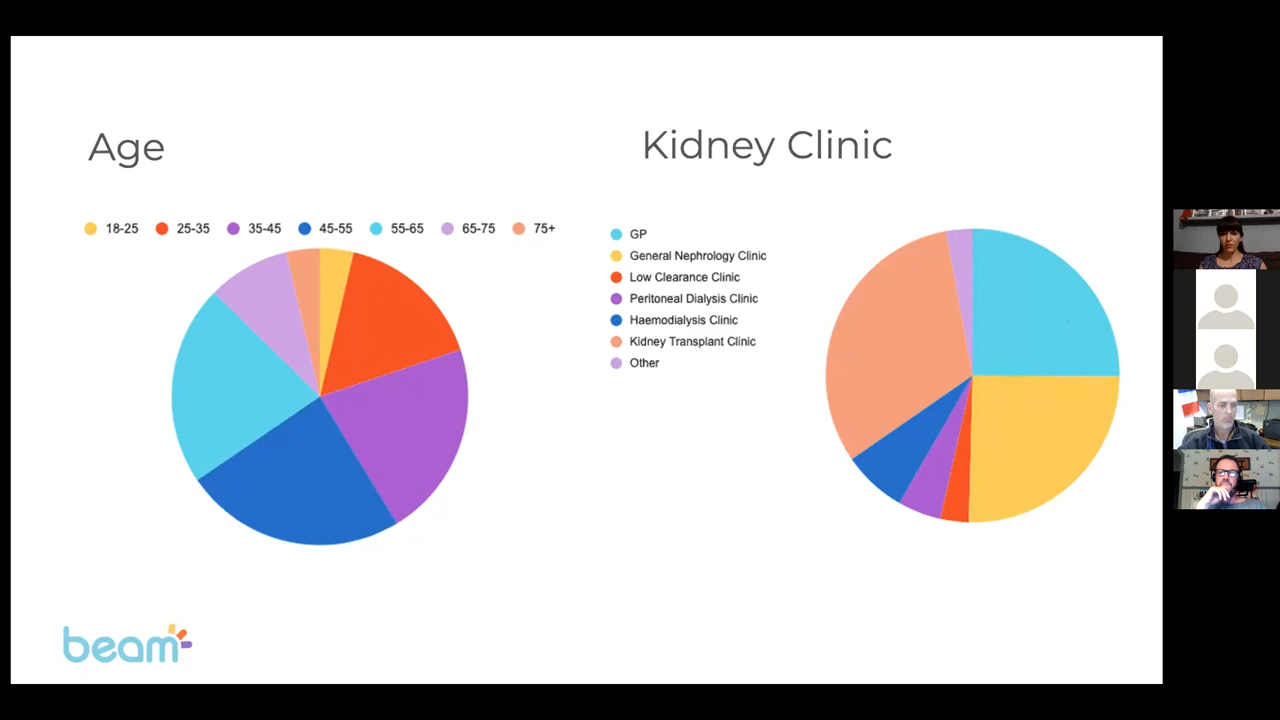 Age
Kidney Clinic
18-25 25-35 35-45 45-55 55-65 65-75 75+
GP
General Nephrology Clinic
Low Clearance Clinic
Peritoneal Dialysis Clinic
Haemodialysis Clinic
Kidney Transplant Clinic
Other
beam